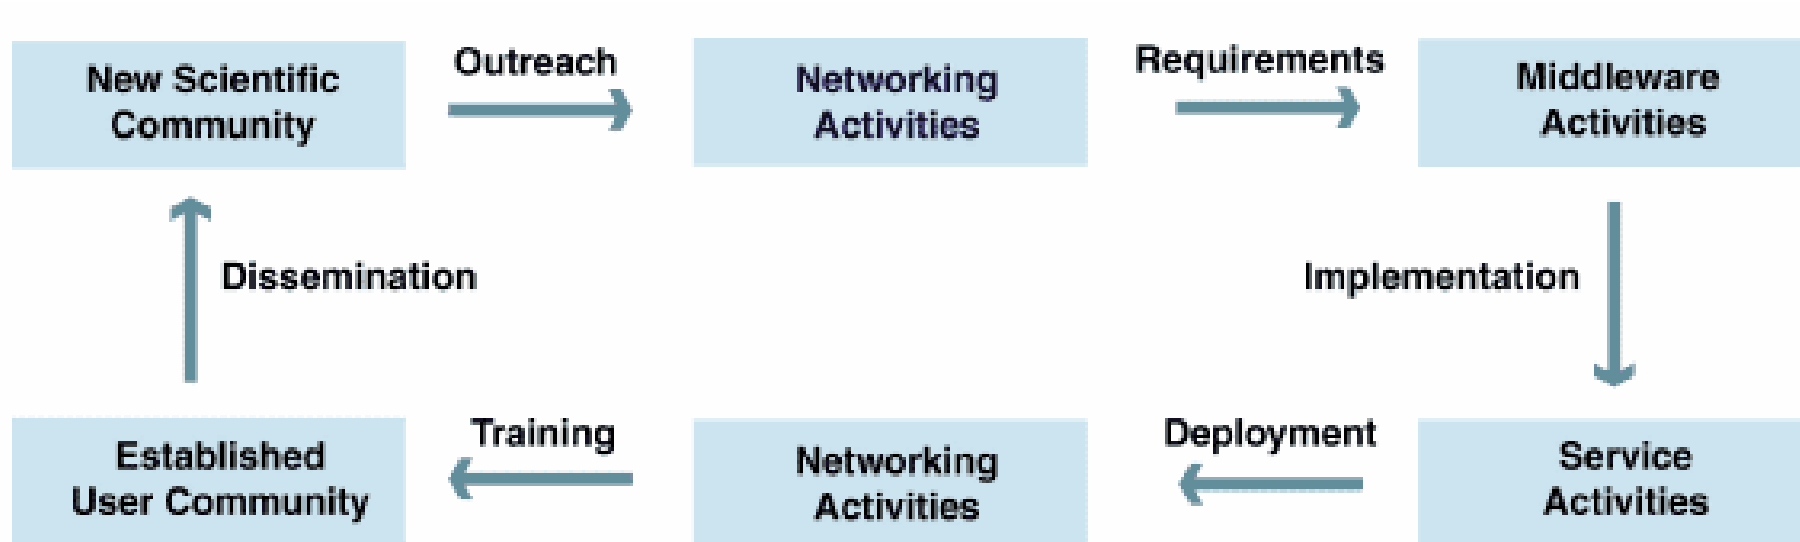 New Scientific
Community
Outreach
Networking
Activities
Requirements
Middleware
Activities
Dissemination
Implementation
Established
User Community
Training
Networking
Activities
Deployment
Service
Activities